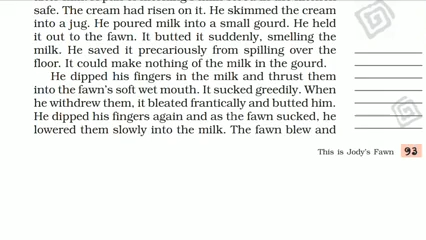 safe. The cream had risen on it. He skimmed the cream
into a jug. He poured milk into a small gourd. He held
it out to the fawn. It butted it suddenly, smelling the
milk. He saved it precariously from spilling over the
floor. It could make nothing of the milk in the gourd.
He dipped his fingers in the milk and thrust them
into the fawn's soft wet mouth. It sucked greedily. When
he withdrew them, it bleated frantically and butted him.
He dipped his fingers again and as the fawn sucked, he
lowered them slowly into the milk. The fawn blew and
This is Jody's Fawn 93